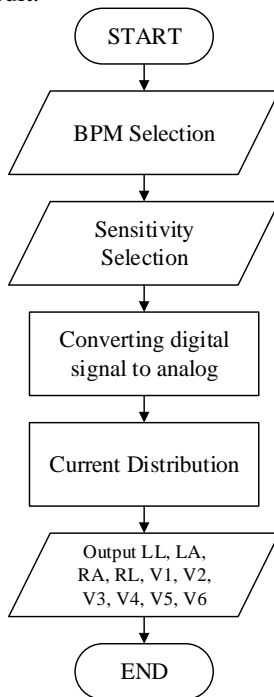 START
BPM Selection
Sensitivity
Selection
Converting digital
signal to analog
Current Distribution
Output LL, LA,
RA, RL, V1, V2,
V3, V4, V5, V6
END